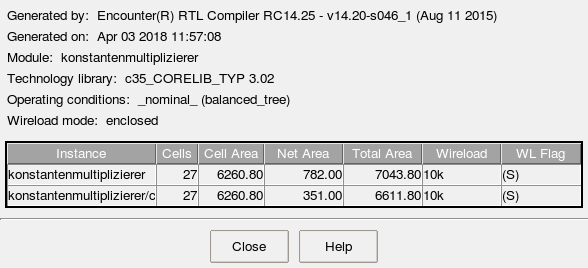 Generated by: Encounter(R) RTL Compiler RC14.25 - v14.20-s046_1 (Aug 11 2015)
Generated on: Apr 03 2018 11:57:08
Module: konstantenmultiplizierer
Technology library: c35_CORELIB_TYP 3.02
Operating conditions: _nominal_ (balanced_tree)
Wireload mode: enclosed
Instance Cells Cell Area Net Area Total Area Wireload WL Flag
konstantenmultiplizierer 27 6260.80 782.00 7043.80 10k (S)
konstantenmultiplizierer/c 27 6260.80 351.00 6611.80 10k (S)
Close Help